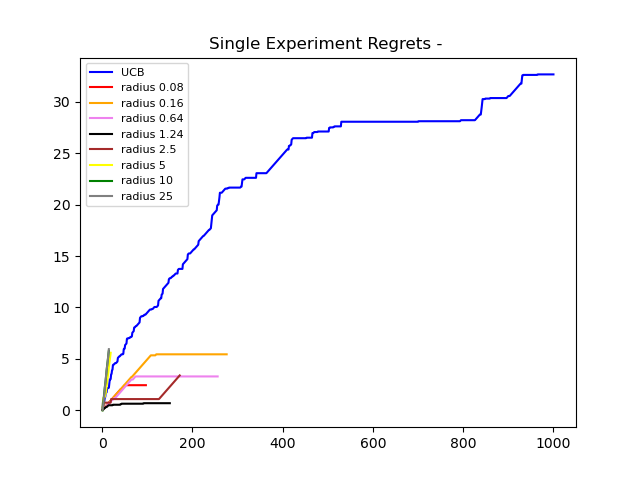 Single Experiment Regrets -
UCB
radius 0.08
radius 0.16
radius 0.64
radius 1.24
radius 2.5
radius 5
radius 10
radius 25
30
25
20
15
10
5
0
0 200 400 600 800 1000